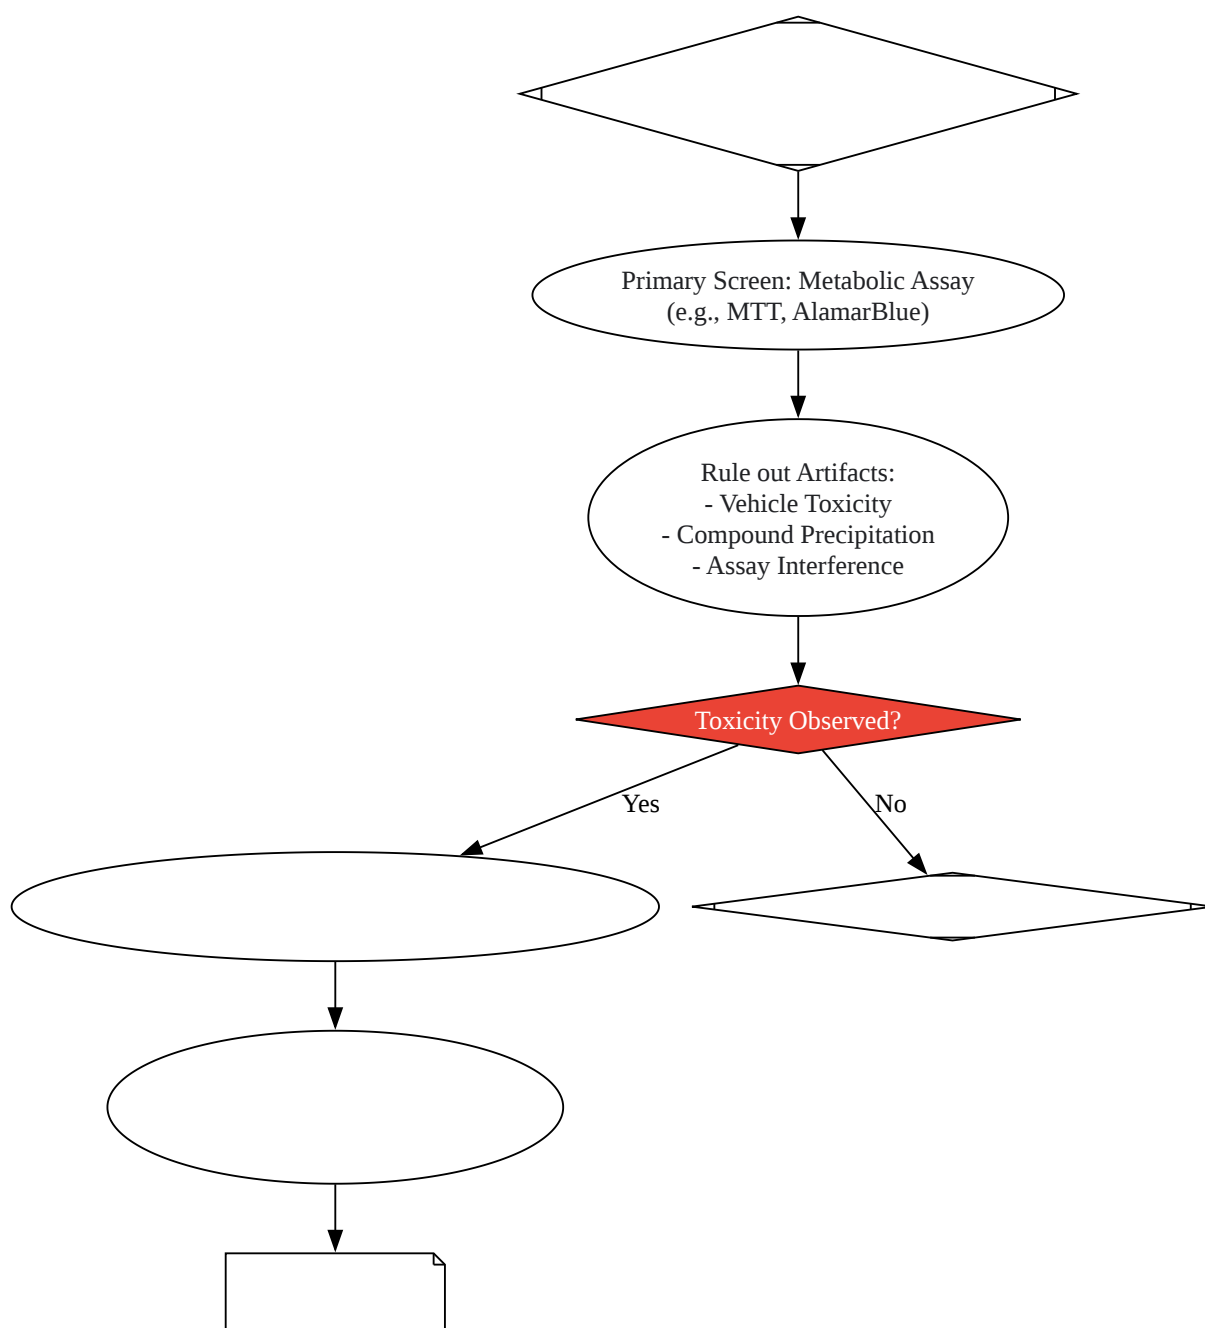 Primary Screen: Metabolic Assay
(e.g., MTT, AlamarBlue)
Rule out Artifacts:
- Vehicle Toxicity
- Compound Precipitation
- Assay Interference
Toxicity Observed?
Yes
No